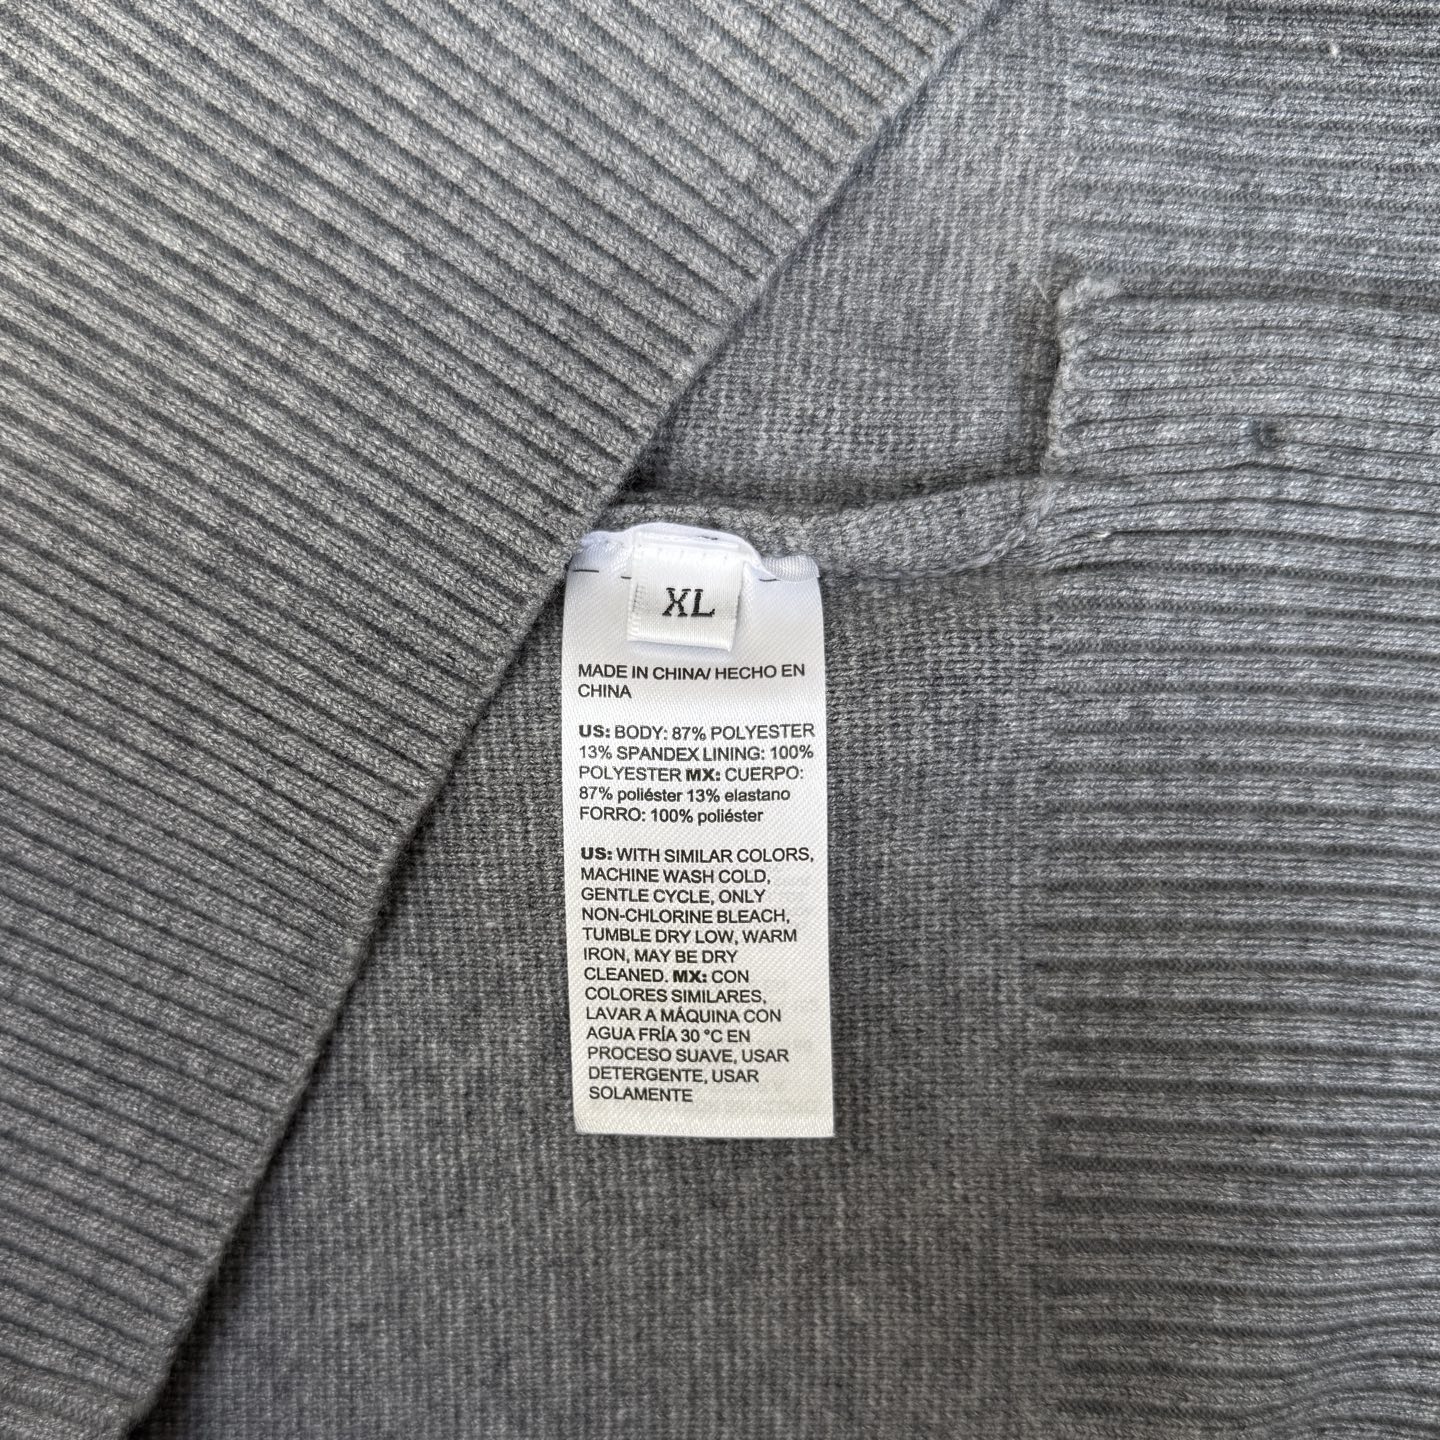 XL
MADE IN CHINA/ HECHO EN
CHINA
US: BODY: 87% POLYESTER
13% SPANDEX LINING: 100%
POLYESTER MX: CUERPO:
87% poliéster 13% elastano
FORRO: 100% poliéster
US: WITH SIMILAR COLORS,
MACHINE WASH COLD,
GENTLE CYCLE, ONLY
NON-CHLORINE BLEACH,
TUMBLE DRY LOW, WARM
IRON, MAY BE DRY
CLEANED. MX: CON
COLORES SIMILARES,
LAVAR A MÁQUINA CON
AGUA FRÍA 30 °C EN
PROCESO SUAVE, USAR
DETERGENTE, USAR
SOLAMENTE